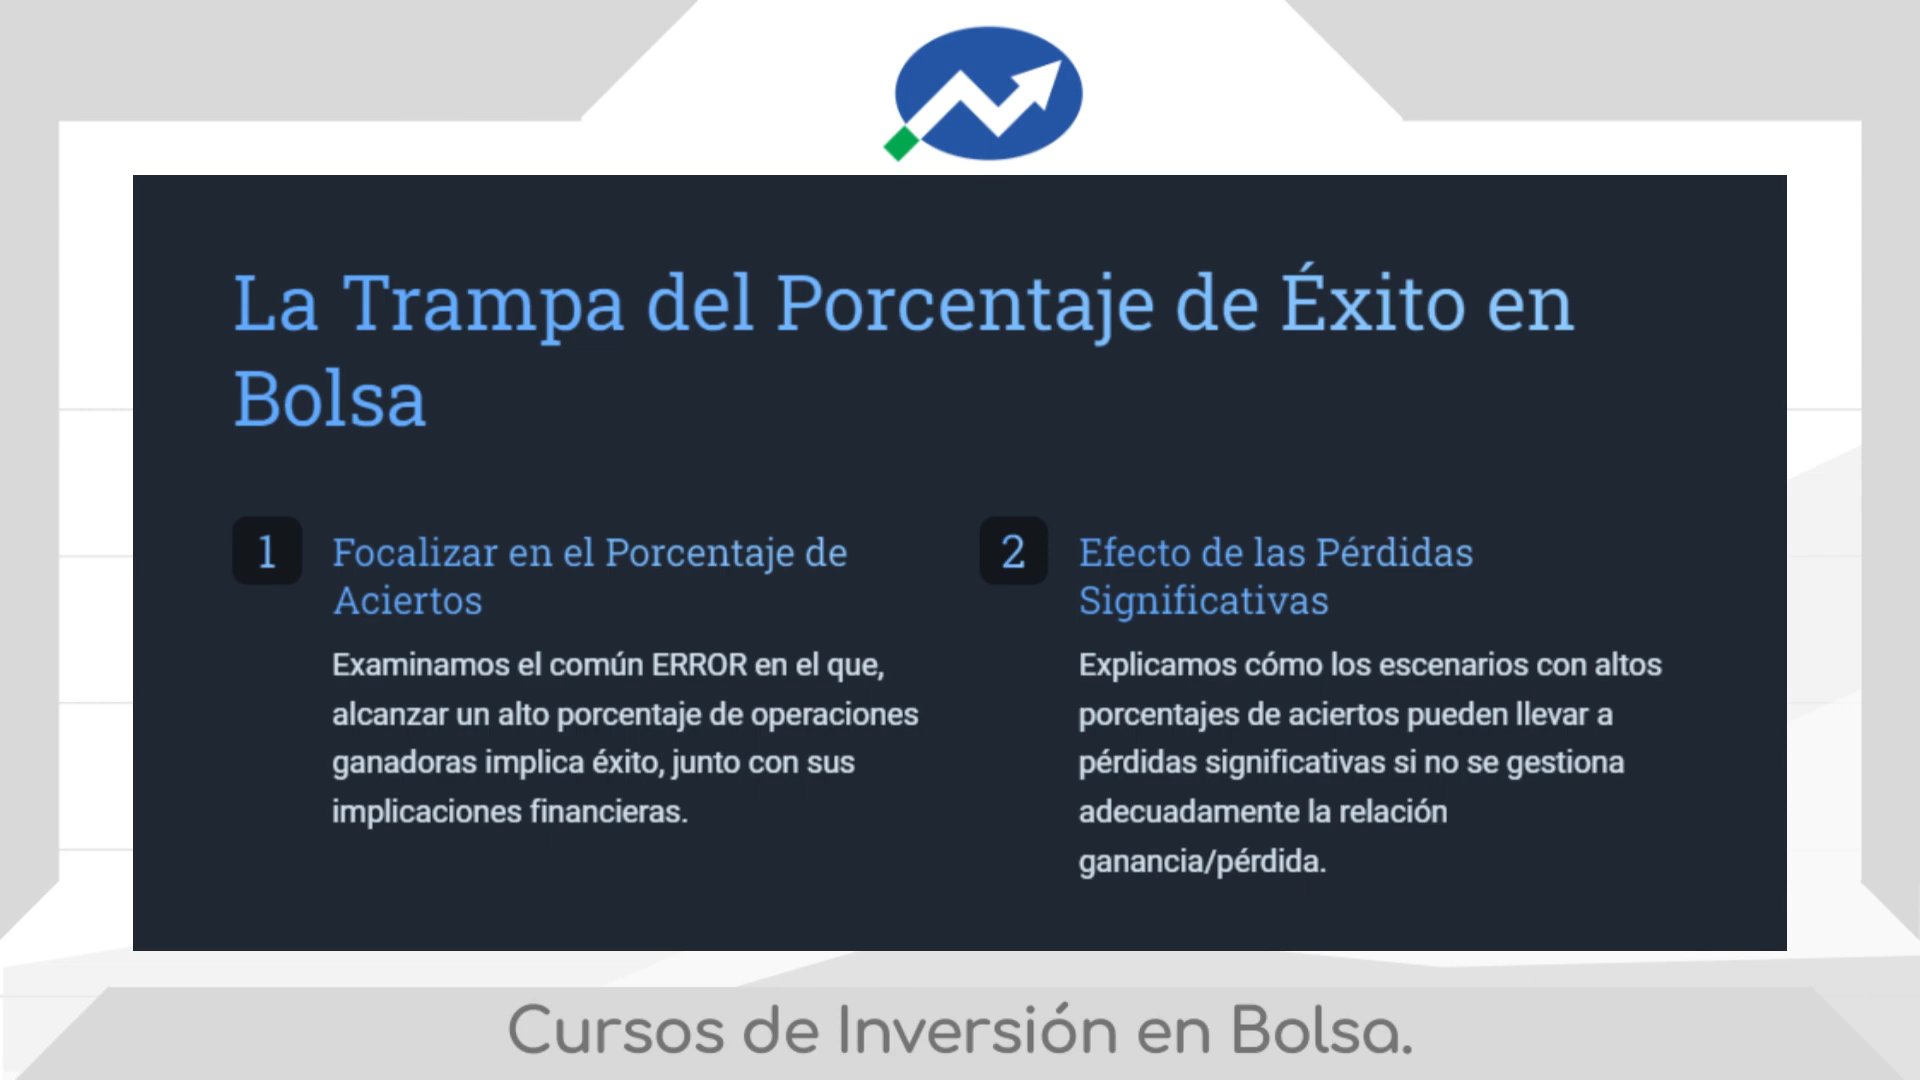 La Trampa del Porcentaje de Éxito en
Bolsa
1
Focalizar en el Porcentaje de
Aciertos
Examinamos el común ERROR en el que,
alcanzar un alto porcentaje de operaciones
ganadoras implica éxito, junto con sus
implicaciones financieras.
2
Efecto de las Pérdidas
Significativas
Explicamos cómo los escenarios con altos
porcentajes de aciertos pueden llevar a
pérdidas significativas si no se gestiona
adecuadamente la relación
ganancia/pérdida.
Cursos de Inversión en Bolsa.